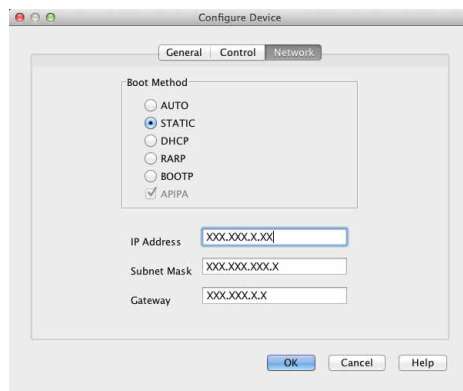 Configure Device
General Control Network
Boot Method
AUTO
STATIC
DHCP
RARP
BOOTP
APIPA
IP Address XXX.XXX.X.XX
Subnet Mask XXX.XXX.XXX.X
Gateway XXX.XXX.X.X
OK Cancel Help